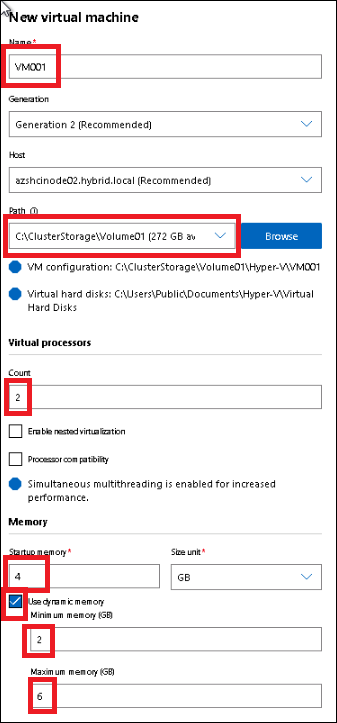 New virtual machine
Name *
VM001
Generation
Generation 2 (Recommended)
Host
azshcinode02.hybrid.local (Recommended)
Path
C:\ClusterStorage\Volume01 (272 GB av
Browse
VM configuration: C:\ClusterStorage\Volume01\Hyper-V\VM001
Virtual hard disks: C:\Users\Public\Documents\Hyper-V\Virtual
Hard Disks
Virtual processors
Count
2
Enable nested virtualization
Processor compatibility
Simultaneous multithreading is enabled for increased
performance.
Memory
Startup memory * Size unit *
4 GB
Use dynamic memory
Minimum memory (GB)
2
Maximum memory (GB)
6